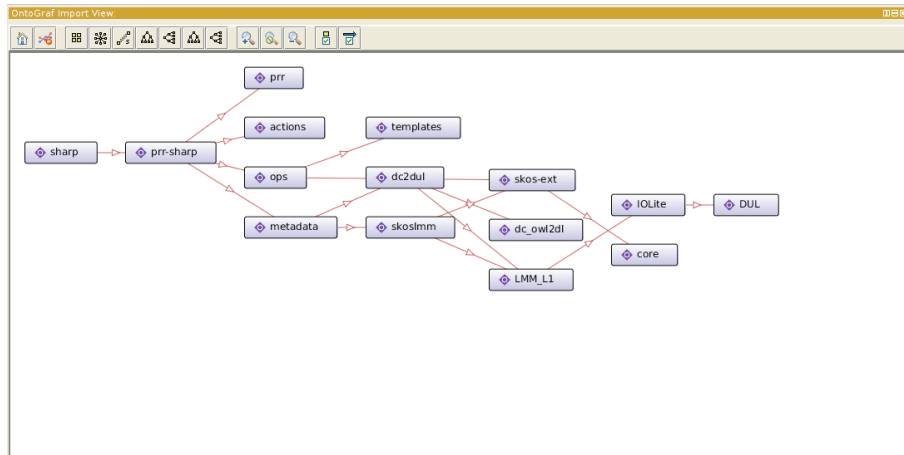 OntoGraf Import View:
prr
actions
templates
sharp
prr-sharp
ops
dc2dul
skos-ext
IOLite
DUL
metadata
skoslmm
dc_owl2dl
core
LMM_L1